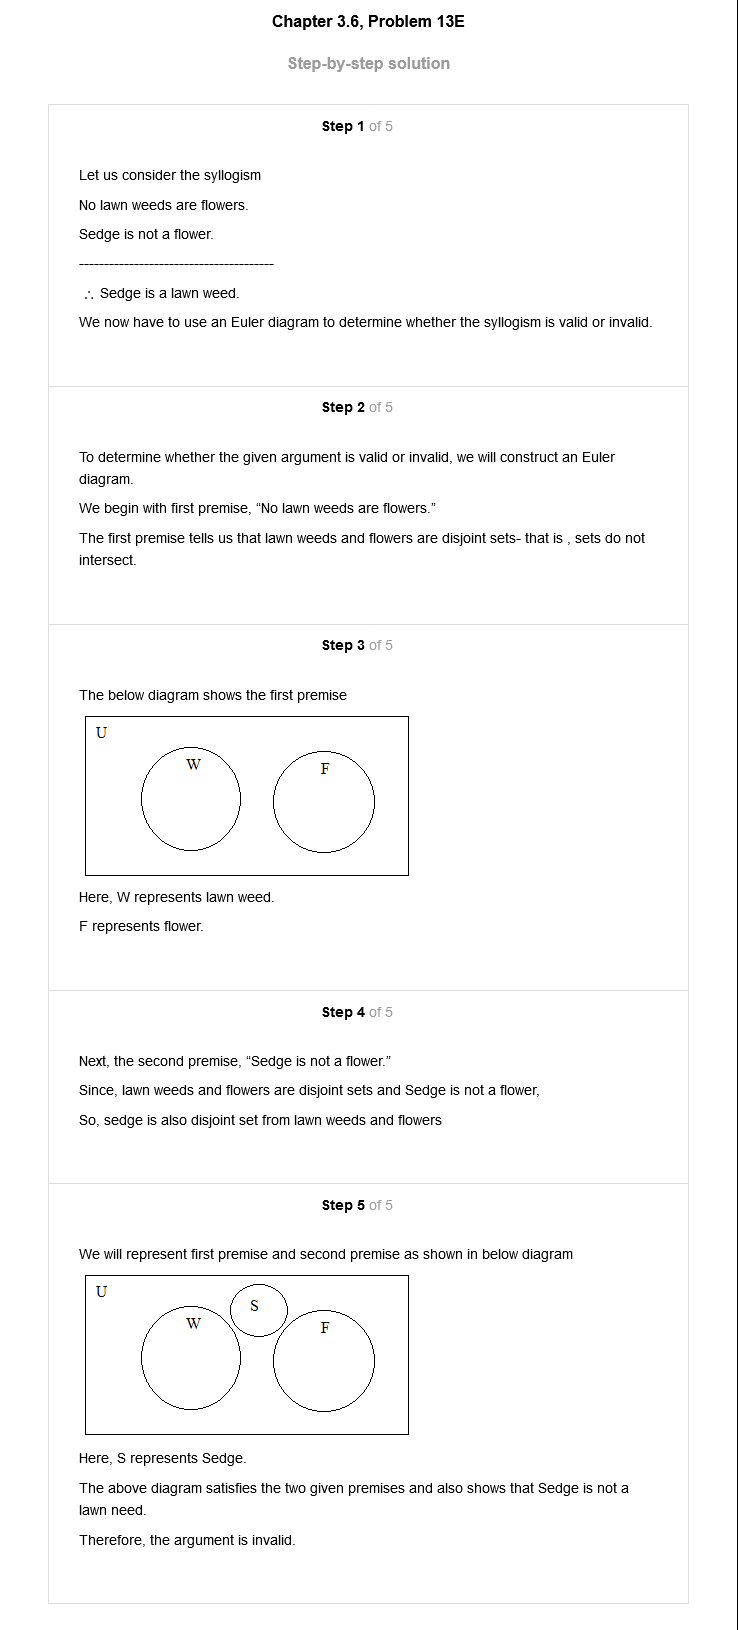 Chapter 3.6, Problem 13E
Step-by-step solution
Step 1 of 5
Let us consider the syllogism
No lawn weeds are flowers.
Sedge is not a flower.
---------------------------------------
∴ Sedge is a lawn weed.
We now have to use an Euler diagram to determine whether the syllogism is valid or invalid.
Step 2 of 5
To determine whether the given argument is valid or invalid, we will construct an Euler
diagram.
We begin with first premise, “No lawn weeds are flowers.”
The first premise tells us that lawn weeds and flowers are disjoint sets- that is , sets do not
intersect.
Step 3 of 5
The below diagram shows the first premise
U
W
F
Here, W represents lawn weed.
F represents flower.
Step 4 of 5
Next, the second premise, “Sedge is not a flower.”
Since, lawn weeds and flowers are disjoint sets and Sedge is not a flower,
So, sedge is also disjoint set from lawn weeds and flowers
Step 5 of 5
We will represent first premise and second premise as shown in below diagram
U
S
W
F
Here, S represents Sedge.
The above diagram satisfies the two given premises and also shows that Sedge is not a
lawn need.
Therefore, the argument is invalid.